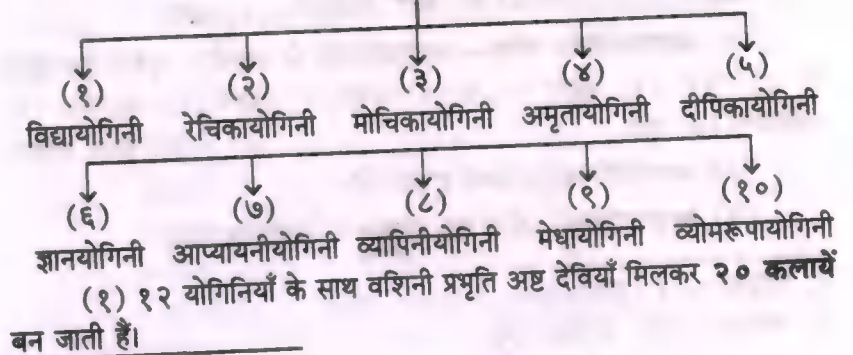 (१) (२) (३) (४) (५)
विद्यायोगिनी रेचिकायोगिनी मोचिकायोगिनी अमृतायोगिनी दीपिकायोगिनी
(६) (७) (८) (९) (१०)
ज्ञानयोगिनी आप्यायनीयोगिनी व्यापिनीयोगिनी मेधायोगिनी व्योमरूपायोगिनी
(१) १२ योगिनियाँ के साथ वशिनी प्रभृति अष्ट देवियाँ मिलकर २० कलायें
बन जाती हैं।